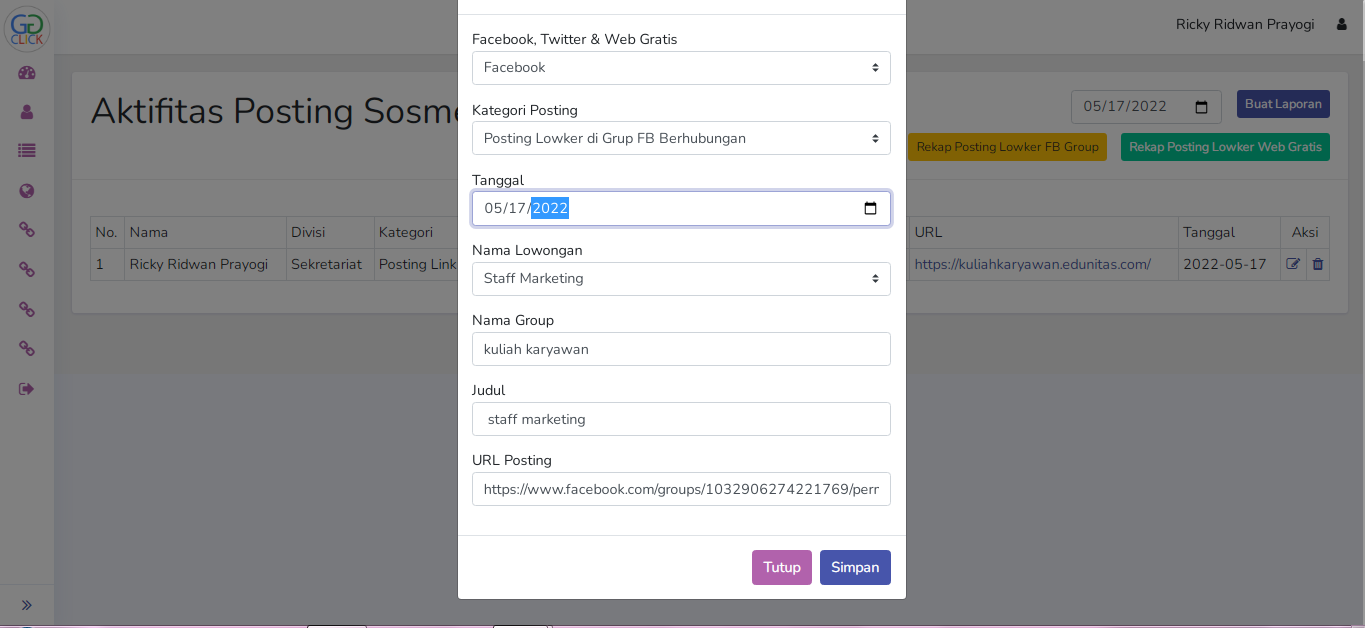 GG
CLICK
Ricky Ridwan Prayogi
Aktifitas Posting Sosme
05/17/2022
Buat Laporan
Rekap Posting Lowker FB Group
Rekap Posting Lowker Web Gratis
No. Nama Divisi Kategori URL Tanggal Aksi
1 Ricky Ridwan Prayogi Sekretariat Posting Link https://kuliahkaryawan.edunitas.com/ 2022-05-17
Facebook, Twitter & Web Gratis
Facebook
Kategori Posting
Posting Lowker di Grup FB Berhubungan
Tanggal
05/17/2022
Nama Lowongan
Staff Marketing
Nama Group
kuliah karyawan
Judul
staff marketing
URL Posting
https://www.facebook.com/groups/1032906274221769/perr
Tutup
Simpan